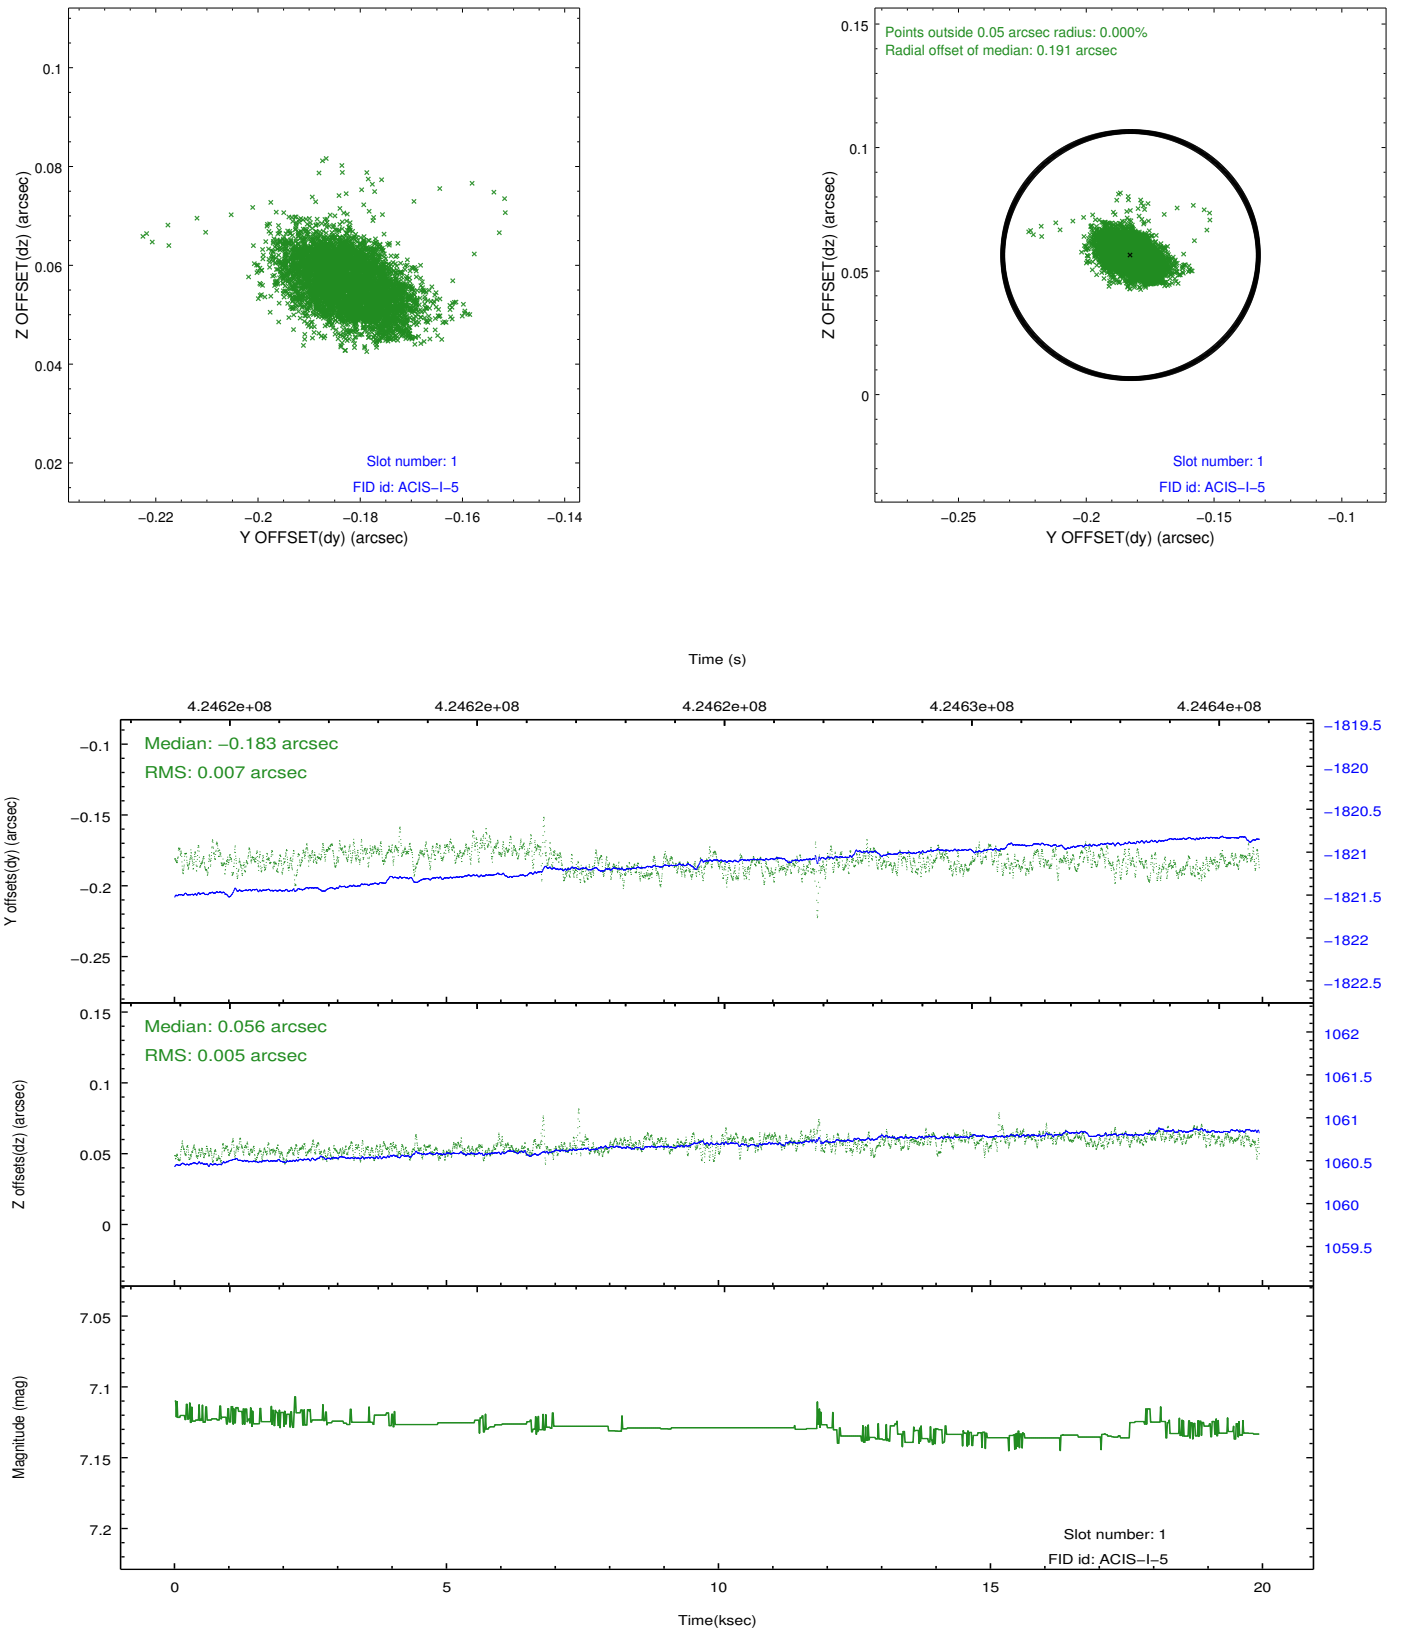 0.1
0.08
0.06
0.04
0.02
Z OFFSET(dz) (arcsec)
Slot number: 1
FID id: ACIS−I−5
−0.22 −0.2 −0.18 −0.16 −0.14
Y OFFSET(dy) (arcsec)
0.15
0.1
0.05
0
Z OFFSET(dz) (arcsec)
Points outside 0.05 arcsec radius: 0.000%
Radial offset of median: 0.191 arcsec
Slot number: 1
FID id: ACIS−I−5
−0.25 −0.2 −0.15 −0.1
Y OFFSET(dy) (arcsec)
Time (s)
4.2462e+08 4.2462e+08 4.2462e+08 4.2463e+08 4.2464e+08
Y offsets(dy) (arcsec)
−0.1
−0.15
−0.2
−0.25
Median: −0.183 arcsec
RMS: 0.007 arcsec
−1819.5
−1820
−1820.5
−1821
−1821.5
−1822
−1822.5
Z offsets(dz) (arcsec)
0.15
0.1
0.05
0
Median: 0.056 arcsec
RMS: 0.005 arcsec
1062
1061.5
1061
1060.5
1060
1059.5
Magnitude (mag)
7.05
7.1
7.15
7.2
Slot number: 1
FID id: ACIS−I−5
0 5 10 15 20
Time(ksec)